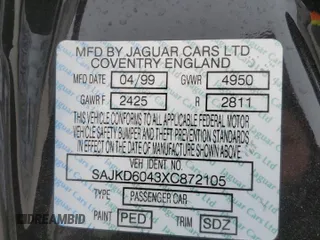 MFD BY JAGUAR CARS LTD
COVENTRY ENGLAND
MFD DATE 04/99 GVWR 4950
GAWR F 2425 R 2811
THIS VEHICLE CONFORMS TO ALL APPLICABLE FEDERAL MOTOR
VEHICLE SAFETY BUMPER AND THEFT PREVENTION STANDARDS
IN EFFECT ON THE DATE OF MANUFACTURE SHOWN ABOVE
VEH IDENT No
SAJKD6043XC872105
TYPE PASSENGER CAR
PAINT PED TRIM SDZ
DREAMBID